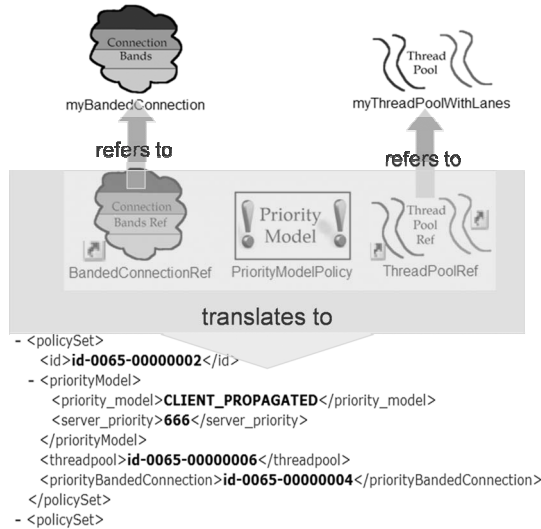 Connection
Bands
myBandedConnection
Thread
Pool
myThreadPoolWithLanes
refers to
refers to
Connection
Bands Ref
BandedConnectionRef
Priority
Model
PriorityModelPolicy
Thread
Pool
Ref
ThreadPoolRef
translates to
- <policySet>
<id>id-0065-00000002</id>
- <priorityModel>
<priority_model>CLIENT_PROPAGATED</priority_model>
<server_priority>666</server_priority>
</priorityModel>
<threadpool>id-0065-00000006</threadpool>
<priorityBandedConnection>id-0065-00000004</priorityBandedConnection>
</policySet>
- <policySet>